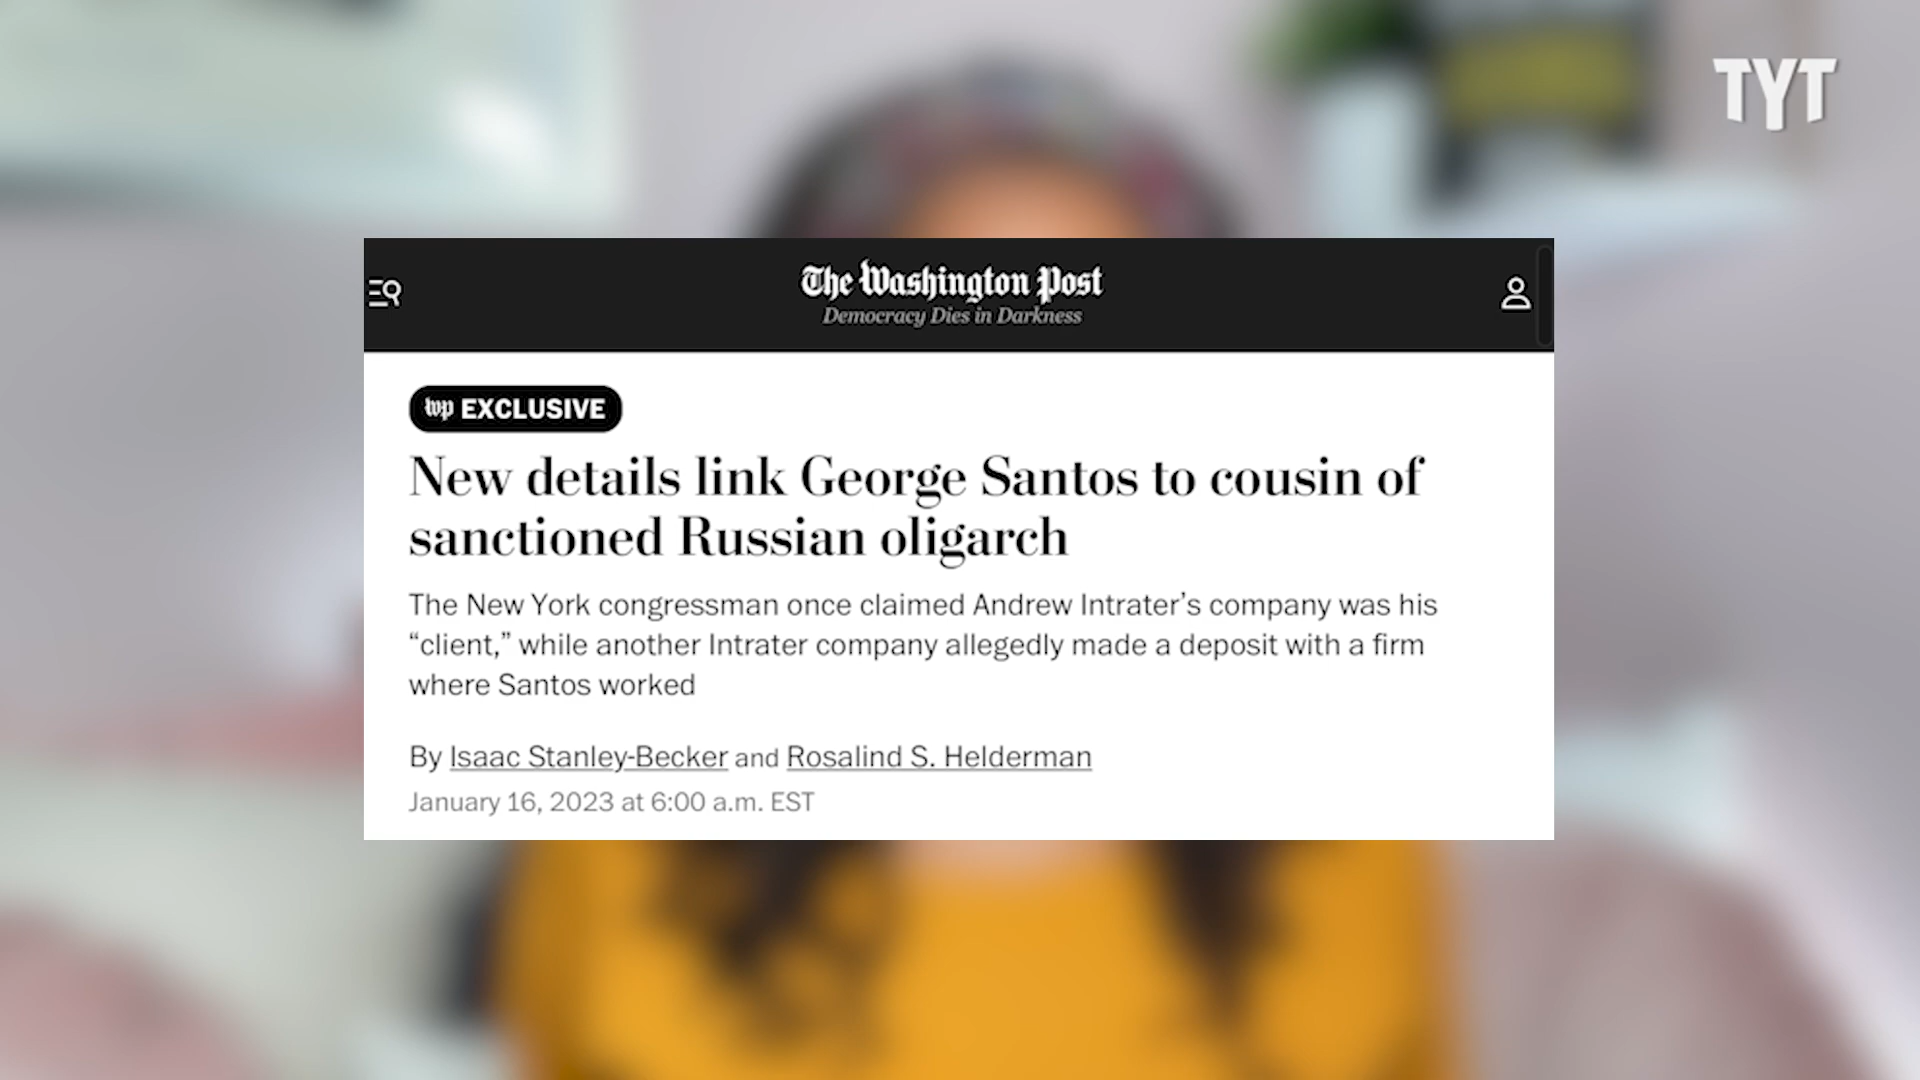 TYT
The Washington Post
Democracy Dies in Darkness
wp EXCLUSIVE
New details link George Santos to cousin of
sanctioned Russian oligarch
The New York congressman once claimed Andrew Intrater’s company was his
“client,” while another Intrater company allegedly made a deposit with a firm
where Santos worked
By Isaac Stanley-Becker and Rosalind S. Helderman
January 16, 2023 at 6:00 a.m. EST